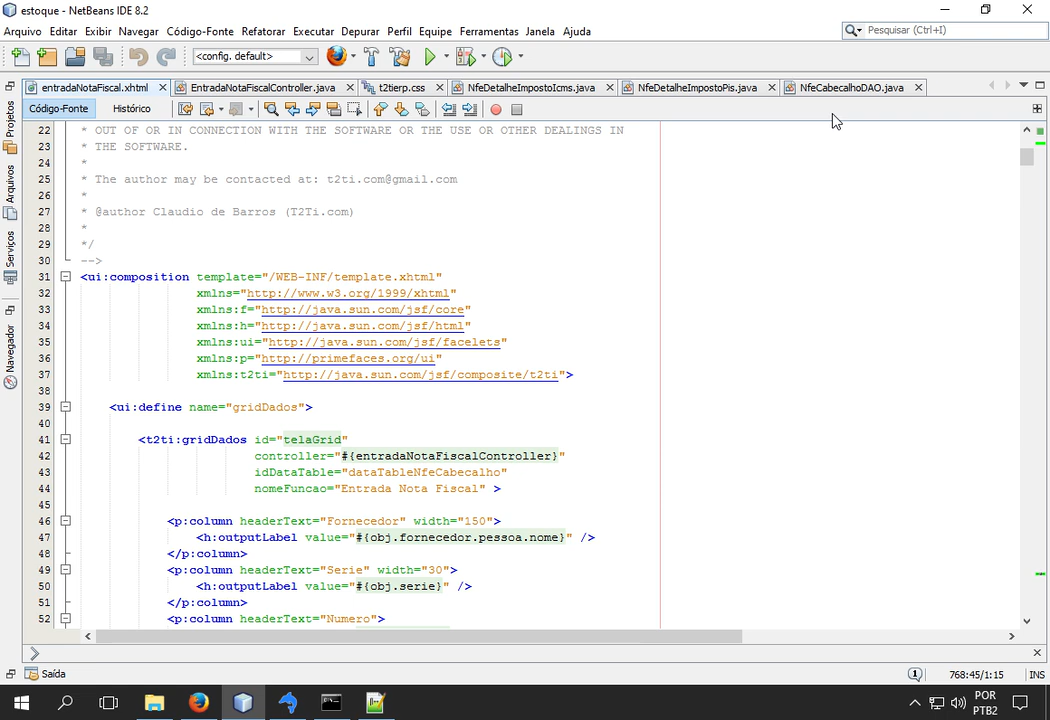 estoque - NetBeans IDE 8.2
Arquivo Editar Exibir Navegar Código-Fonte Refatorar Executar Depurar Perfil Equipe Ferramentas Janela Ajuda
Pesquisar (Ctrl+I)
<config. default>
entradaNotaFiscal.xhtml EntradaNotaFiscalController.java t2tierp.css NfeDetalheImpostoIcms.java NfeDetalheImpostoPis.java NfeCabecalhoDAO.java
Código-Fonte Histórico
Projetos
Arquivos
Serviços
Navegador
22 * OUT OF OR IN CONNECTION WITH THE SOFTWARE OR THE USE OR OTHER DEALINGS IN
23 * THE SOFTWARE.
24 *
25 * The author may be contacted at: t2ti.com@gmail.com
26 *
27 * @author Claudio de Barros (T2Ti.com)
28 *
29 */
30 -->
31 <ui:composition template="/WEB-INF/template.xhtml"
32 xmlns="http://www.w3.org/1999/xhtml"
33 xmlns:f="http://java.sun.com/jsf/core"
34 xmlns:h="http://java.sun.com/jsf/html"
35 xmlns:ui="http://java.sun.com/jsf/facelets"
36 xmlns:p="http://primefaces.org/ui"
37 xmlns:t2ti="http://java.sun.com/jsf/composite/t2ti">
38
39 <ui:define name="gridDados">
40
41 <t2ti:gridDados id="telaGrid"
42 controller="#{entradaNotaFiscalController}"
43 idDataTable="dataTableNfeCabecalho"
44 nomeFuncao="Entrada Nota Fiscal" >
45
46 <p:column headerText="Fornecedor" width="150">
47 <h:outputLabel value="#{obj.fornecedor.pessoa.nome}" />
48 </p:column>
49 <p:column headerText="Serie" width="30">
50 <h:outputLabel value="#{obj.serie}" />
51 </p:column>
52 <p:column headerText="Numero">
Saída
1
768:45/1:15 INS
POR
PTB2